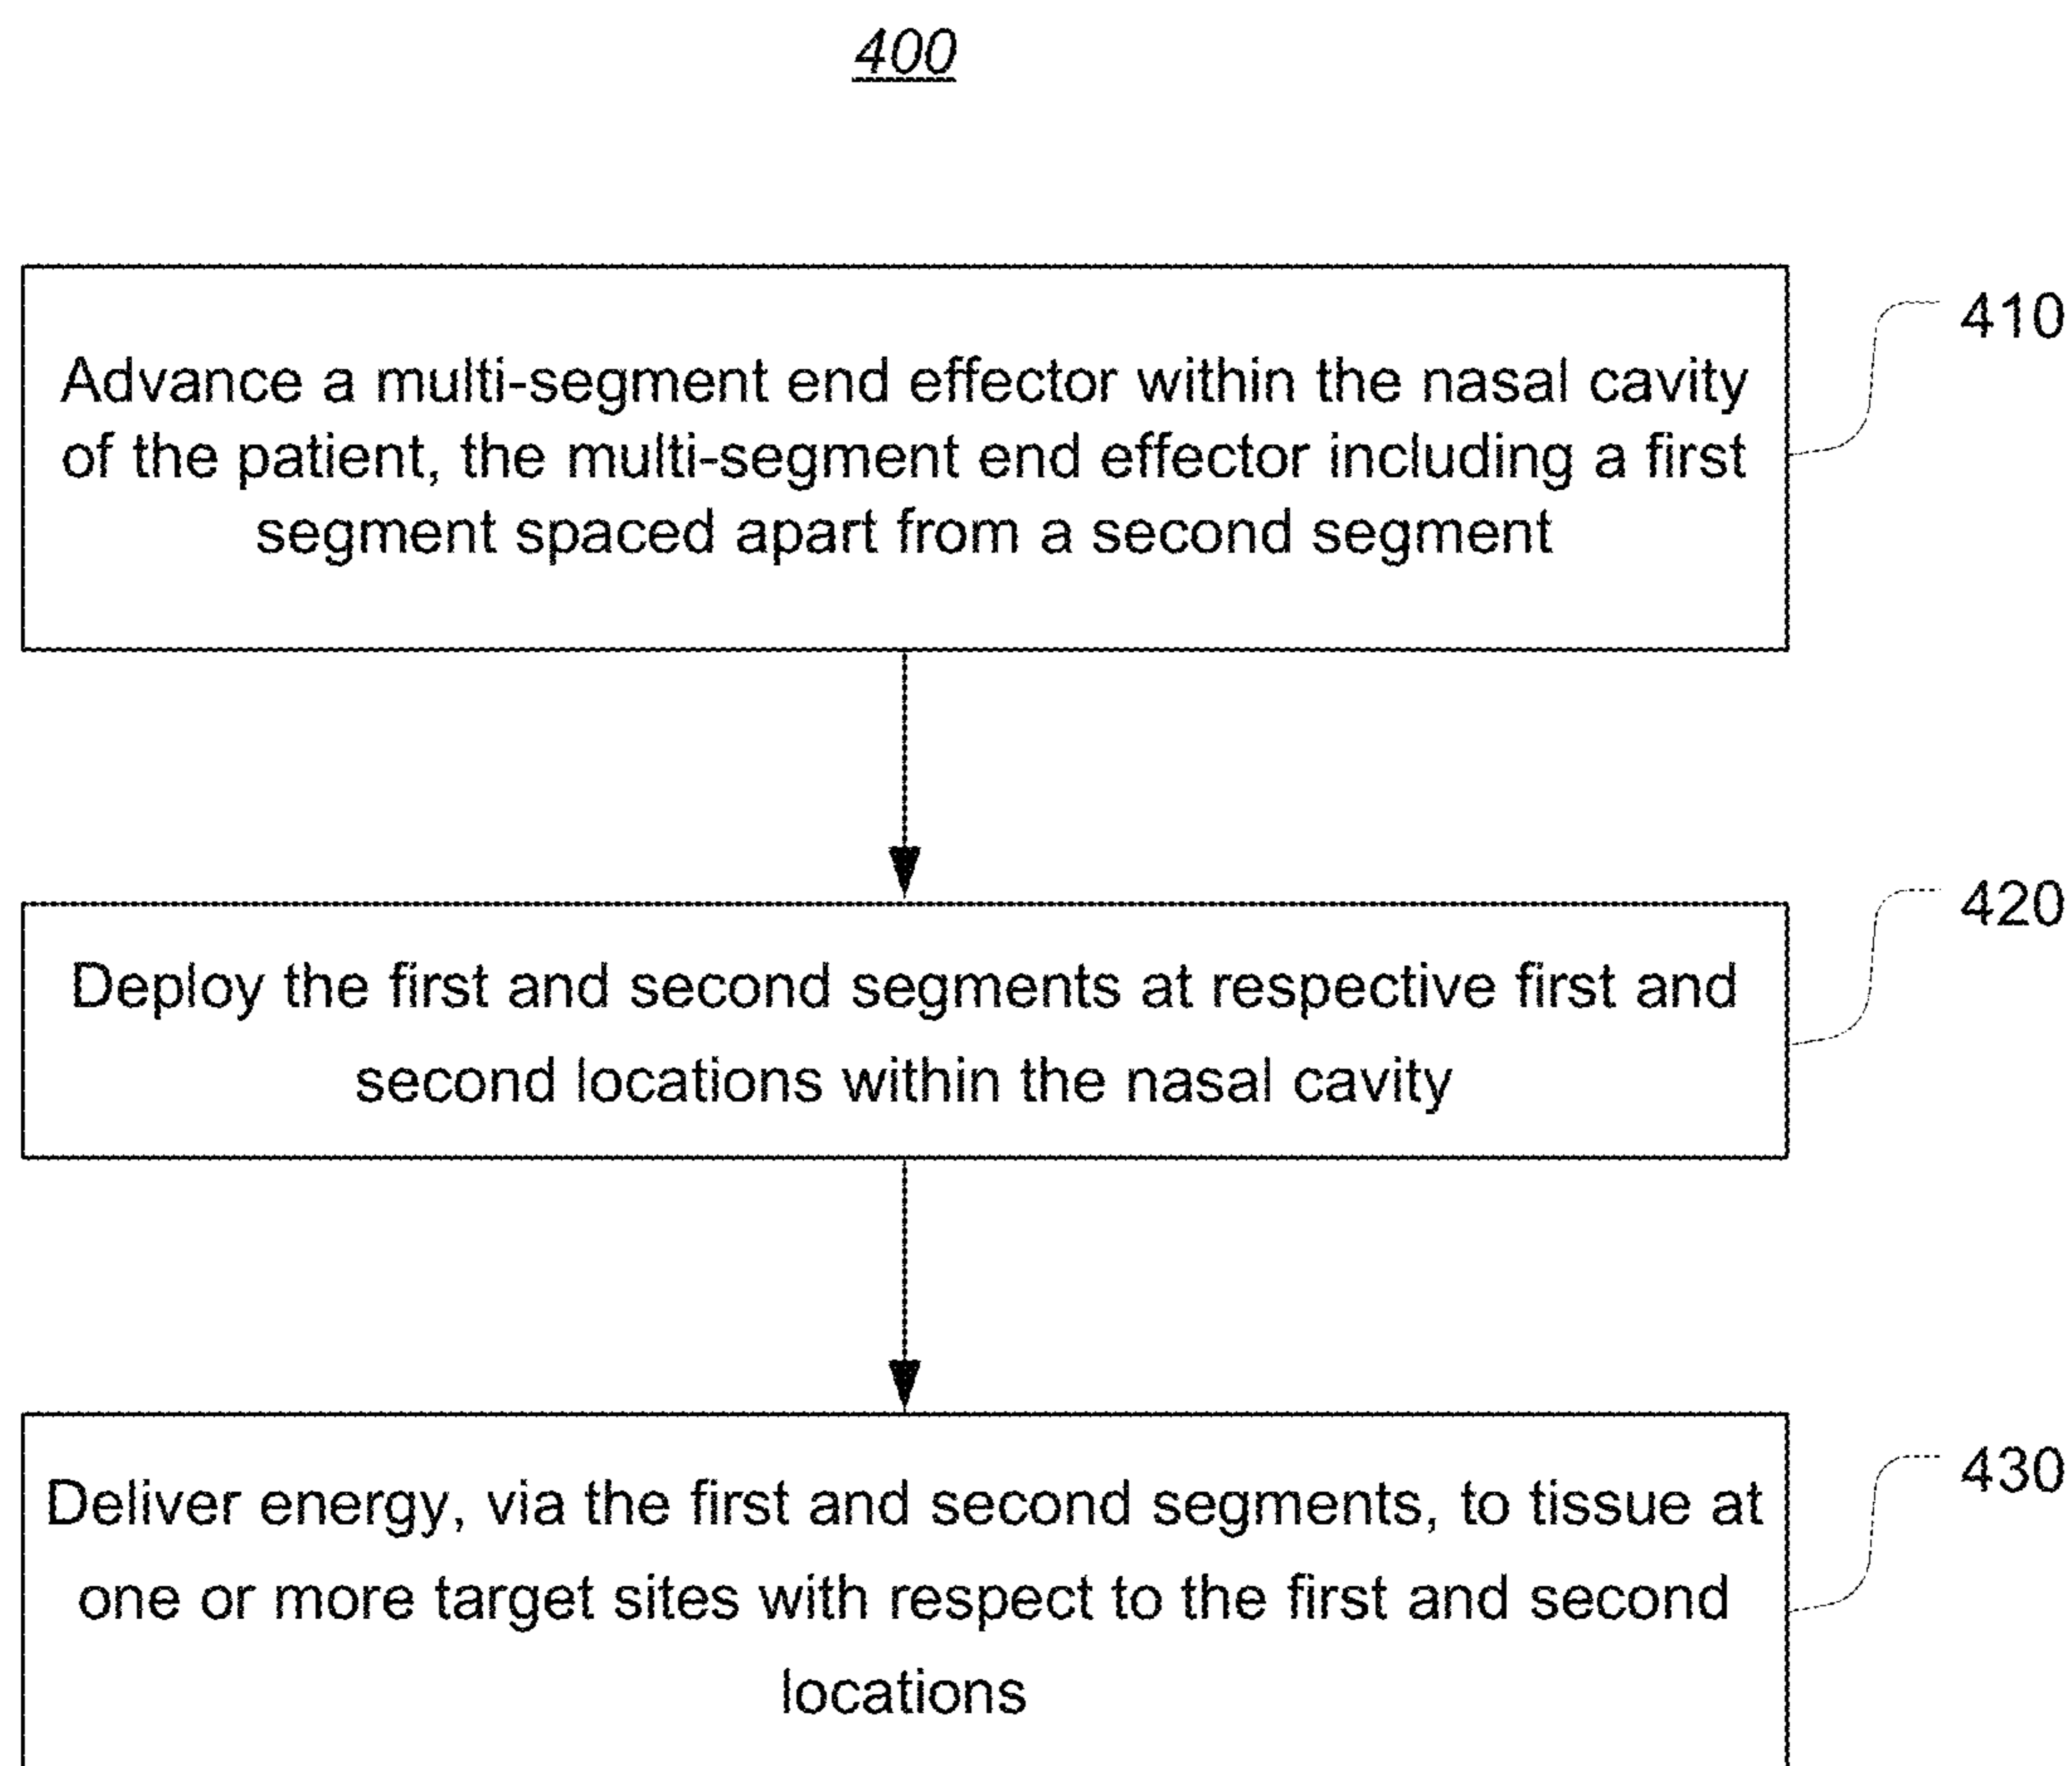 400
Advance a multi-segment end effector within the nasal cavity
of the patient, the multi-segment end effector including a first
segment spaced apart from a second segment
410
Deploy the first and second segments at respective first and
second locations within the nasal cavity
420
Deliver energy, via the first and second segments, to tissue at
one or more target sites with respect to the first and second
locations
430